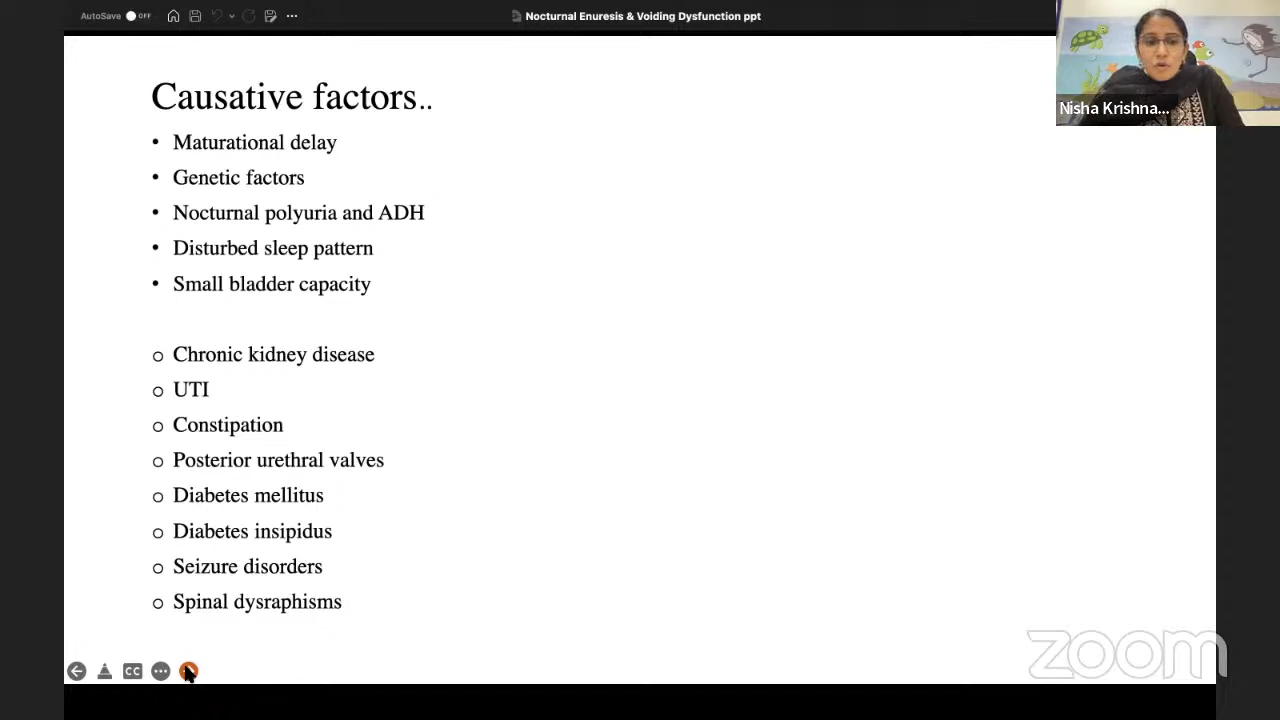 AutoSave OFF
Nocturnal Enuresis & Voiding Dysfunction ppt
Nisha Krishna...
Causative factors..
• Maturational delay
• Genetic factors
• Nocturnal polyuria and ADH
• Disturbed sleep pattern
• Small bladder capacity
o Chronic kidney disease
o UTI
o Constipation
o Posterior urethral valves
o Diabetes mellitus
o Diabetes insipidus
o Seizure disorders
o Spinal dysraphisms
CC
zoom